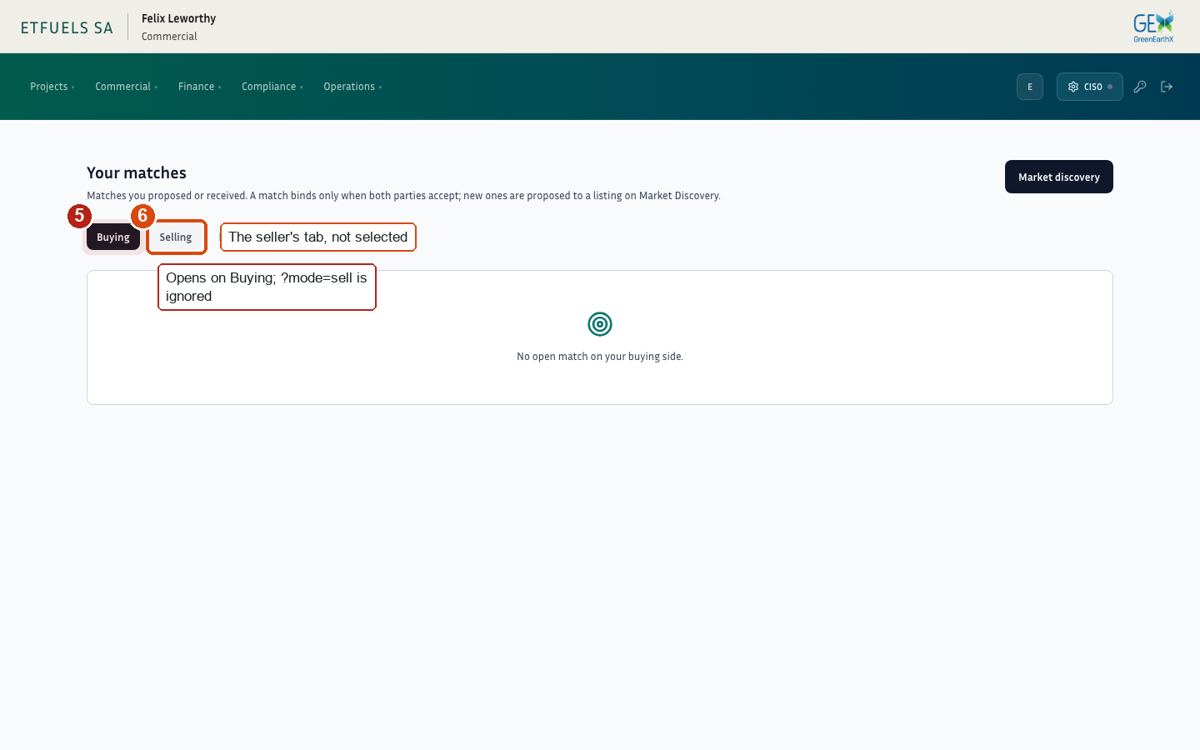 ETFUELS SA
Felix Leworthy
Commercial
GEX
GreenEarthX
Projects
Commercial
Finance
Compliance
Operations
E
CISO
Your matches
Matches you proposed or received. A match binds only when both parties accept; new ones are proposed to a listing on Market Discovery.
Market discovery
5
6
Buying
Selling
The seller's tab, not selected
Opens on Buying; ?mode=sell is
ignored
No open match on your buying side.